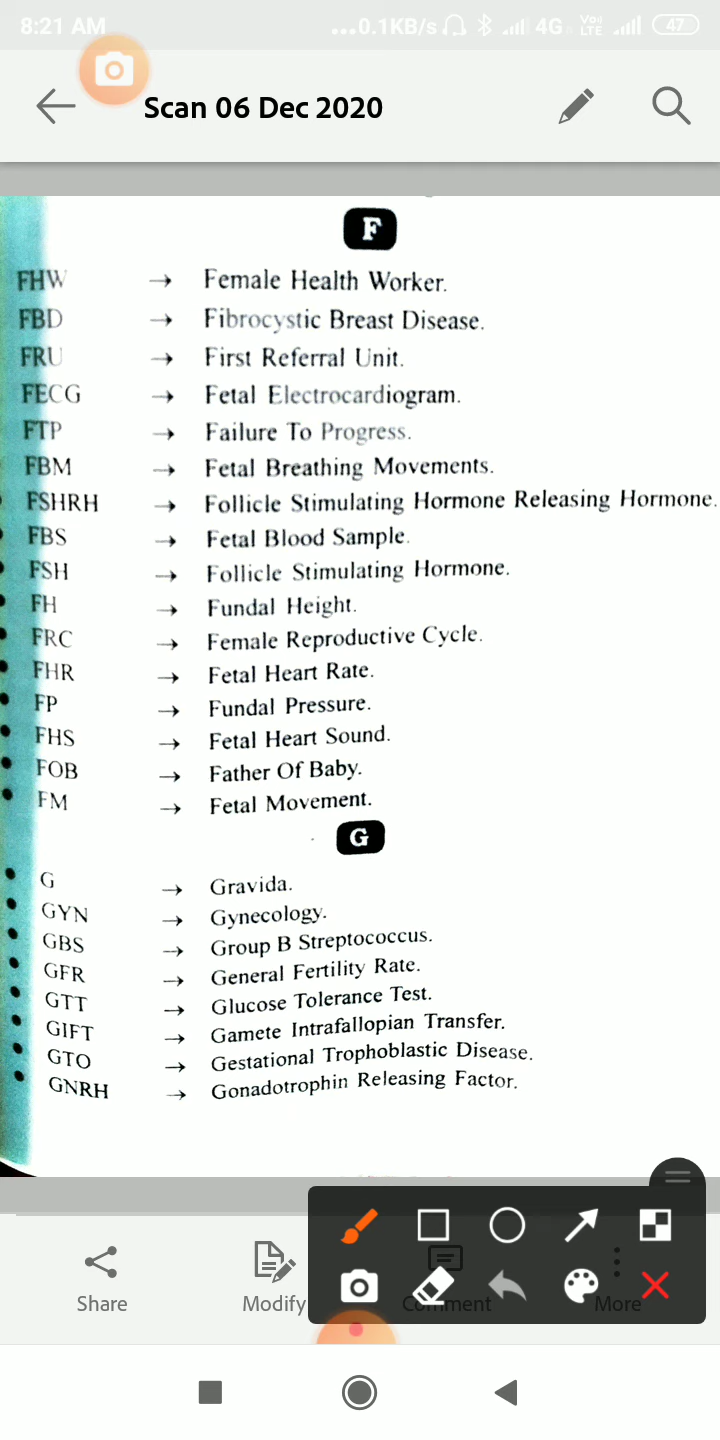 8:21 AM ...0.1KB/s 4G Vo) LTE 47
Scan 06 Dec 2020
F
FHW → Female Health Worker.
FBD → Fibrocystic Breast Disease.
FRU → First Referral Unit.
FECG → Fetal Electrocardiogram.
FTP → Failure To Progress.
FBM → Fetal Breathing Movements.
FSHRH → Follicle Stimulating Hormone Releasing Hormone.
FBS → Fetal Blood Sample.
FSH → Follicle Stimulating Hormone.
• FH → Fundal Height.
• FRC → Female Reproductive Cycle.
• FHR → Fetal Heart Rate.
• FP → Fundal Pressure.
• FHS → Fetal Heart Sound.
• FOB → Father Of Baby.
• FM → Fetal Movement.
G
• G → Gravida.
• GYN → Gynecology.
• GBS → Group B Streptococcus.
• GFR → General Fertility Rate.
• GTT → Glucose Tolerance Test.
• GIFT → Gamete Intrafallopian Transfer.
• GTO → Gestational Trophoblastic Disease.
• GNRH → Gonadotrophin Releasing Factor.
Share Modify Comment More